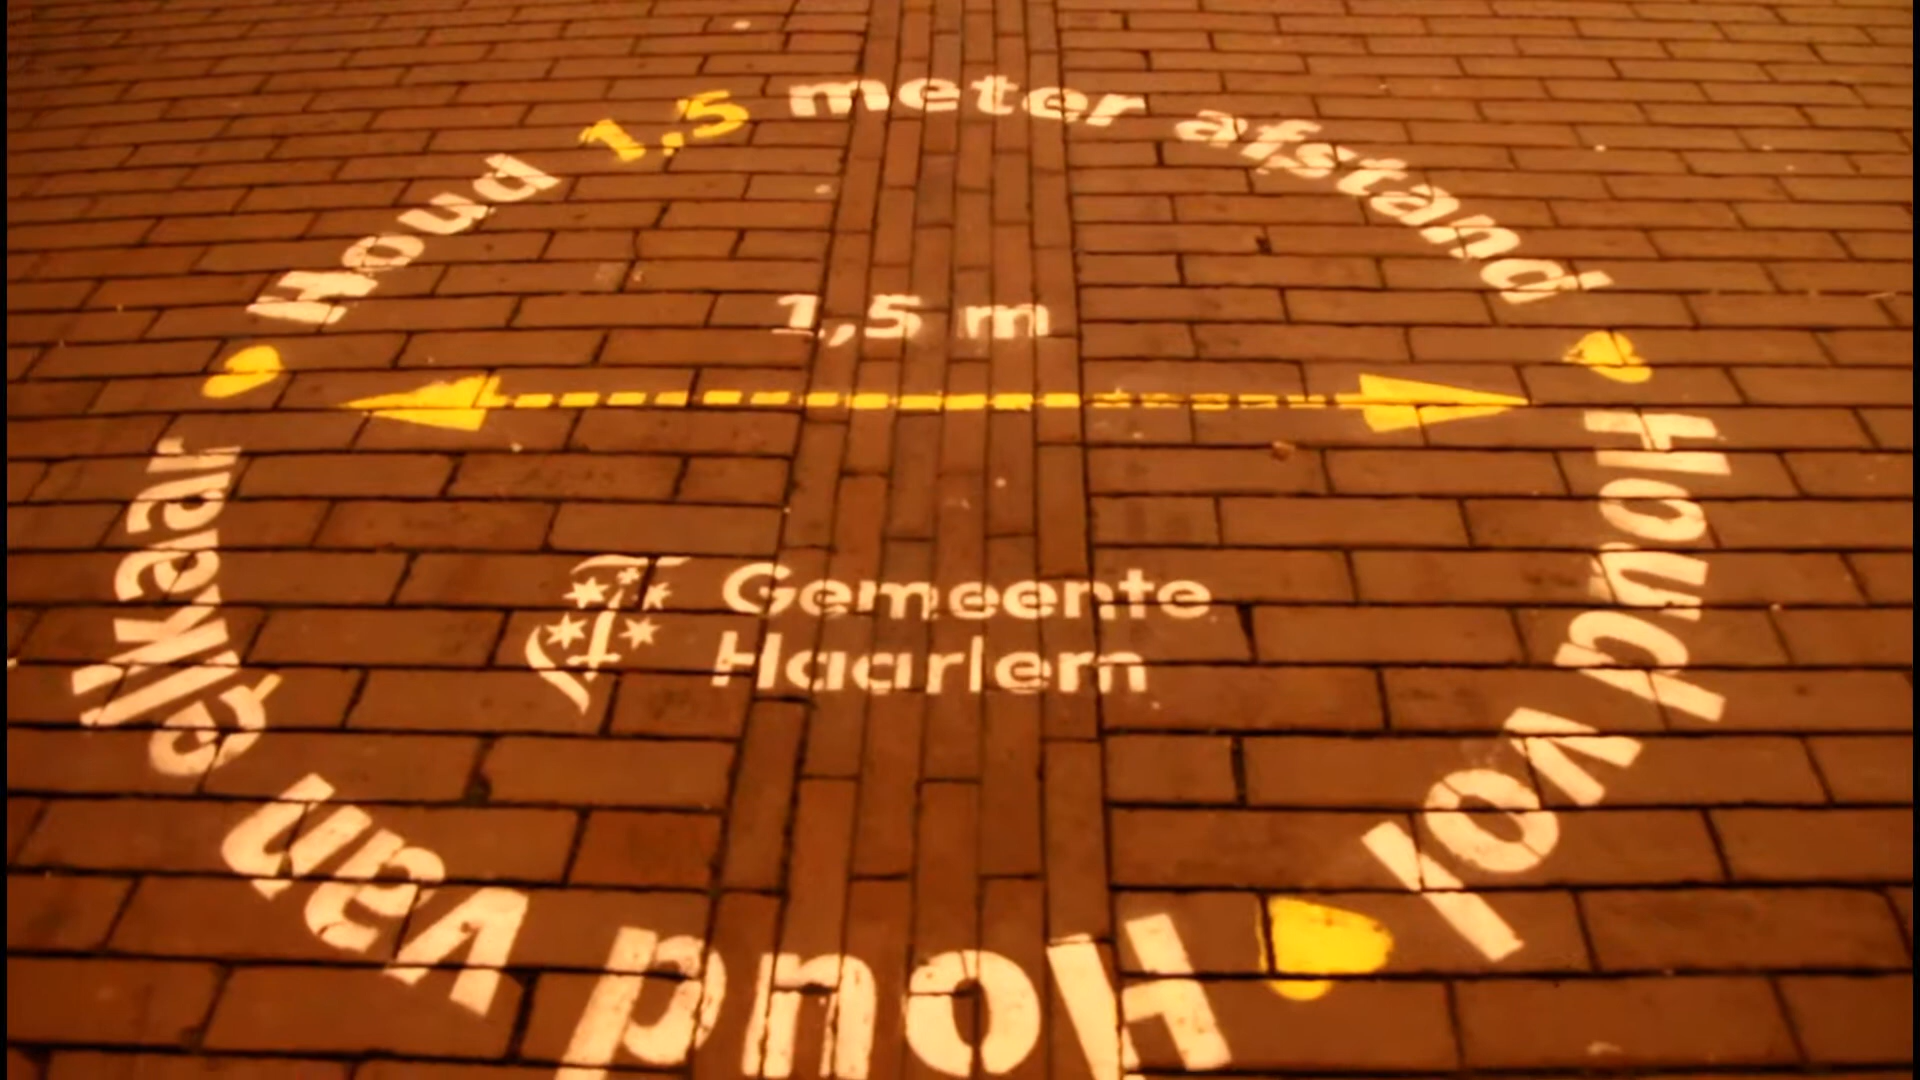 Houd 1,5 meter afstand
Houd vol
Houd van elkaar
1,5 m
Gemeente
Haarlem